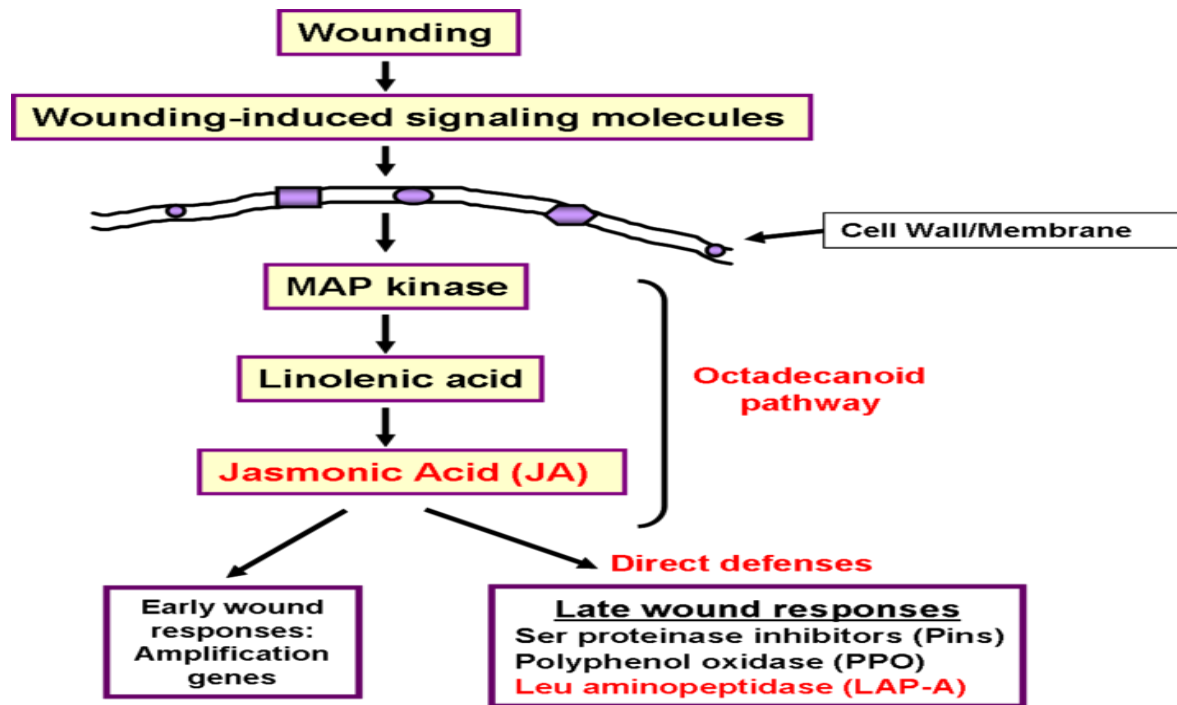 Wounding
Wounding-induced signaling molecules
Cell Wall/Membrane
MAP kinase
Linolenic acid
Octadecanoid
pathway
Jasmonic Acid (JA)
Direct defenses
Early wound
responses:
Amplification
genes
Late wound responses
Ser proteinase inhibitors (Pins)
Polyphenol oxidase (PPO)
Leu aminopeptidase (LAP-A)